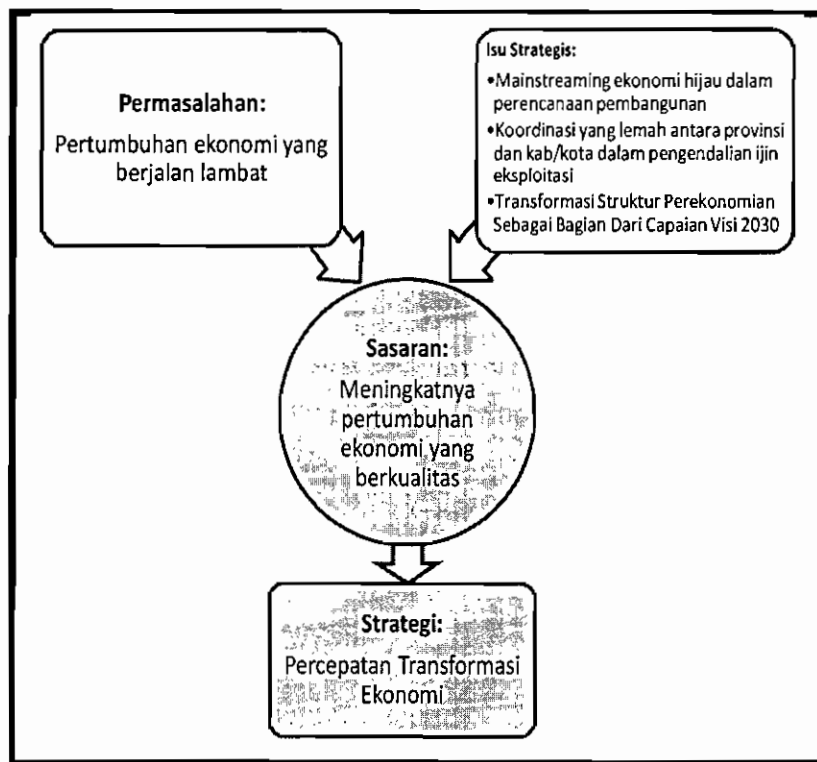 Permasalahan:
Pertumbuhan ekonomi yang
berjalan lambat
Isu Strategis:
•Mainstreaming ekonomi hijau dalam
perencanaan pembangunan
•Koordinasi yang lemah antara provinsi
dan kab/kota dalam pengendalian ijin
eksploitasi
•Transformasi Struktur Perekonomian
Sebagai Bagian Dari Capaian Visi 2030
Sasaran:
Meningkatnya
pertumbuhan
ekonomi yang
berkualitas
Strategi:
Percepatan Transformasi
Ekonomi